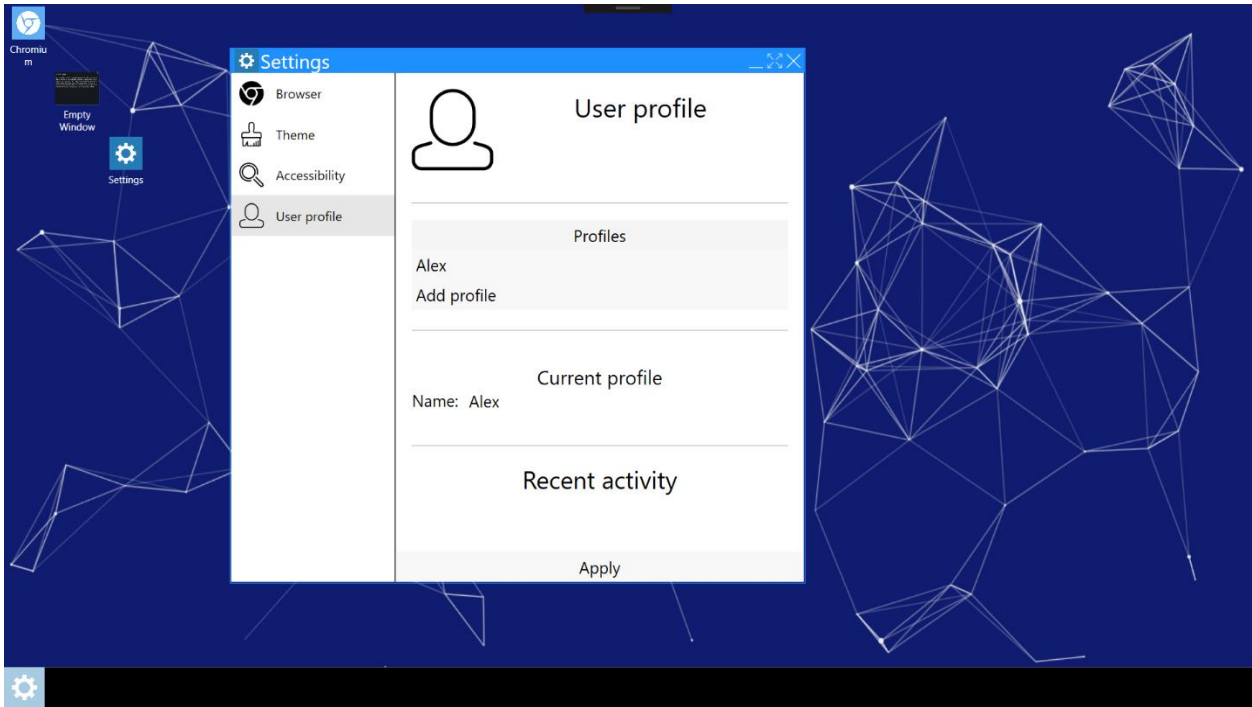 Chromiu
m
Empty
Window
Settings
Settings
Browser
Theme
Accessibility
User profile
User profile
Profiles
Alex
Add profile
Current profile
Name: Alex
Recent activity
Apply